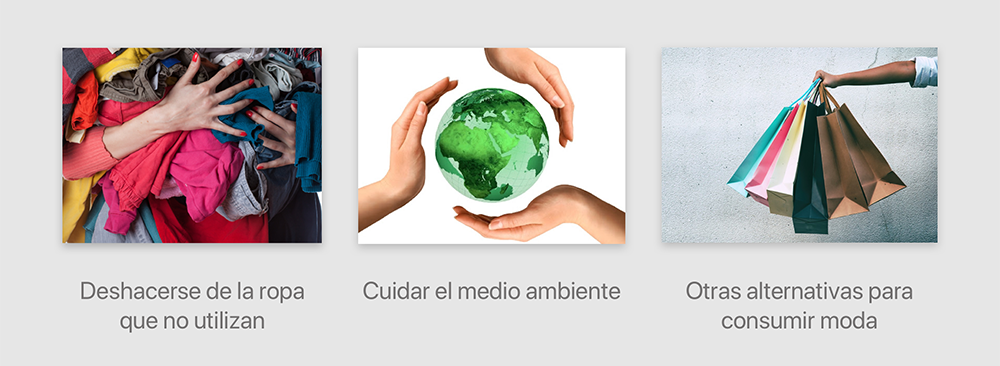 Deshacerse de la ropa
que no utilizan
Cuidar el medio ambiente
Otras alternativas para
consumir moda